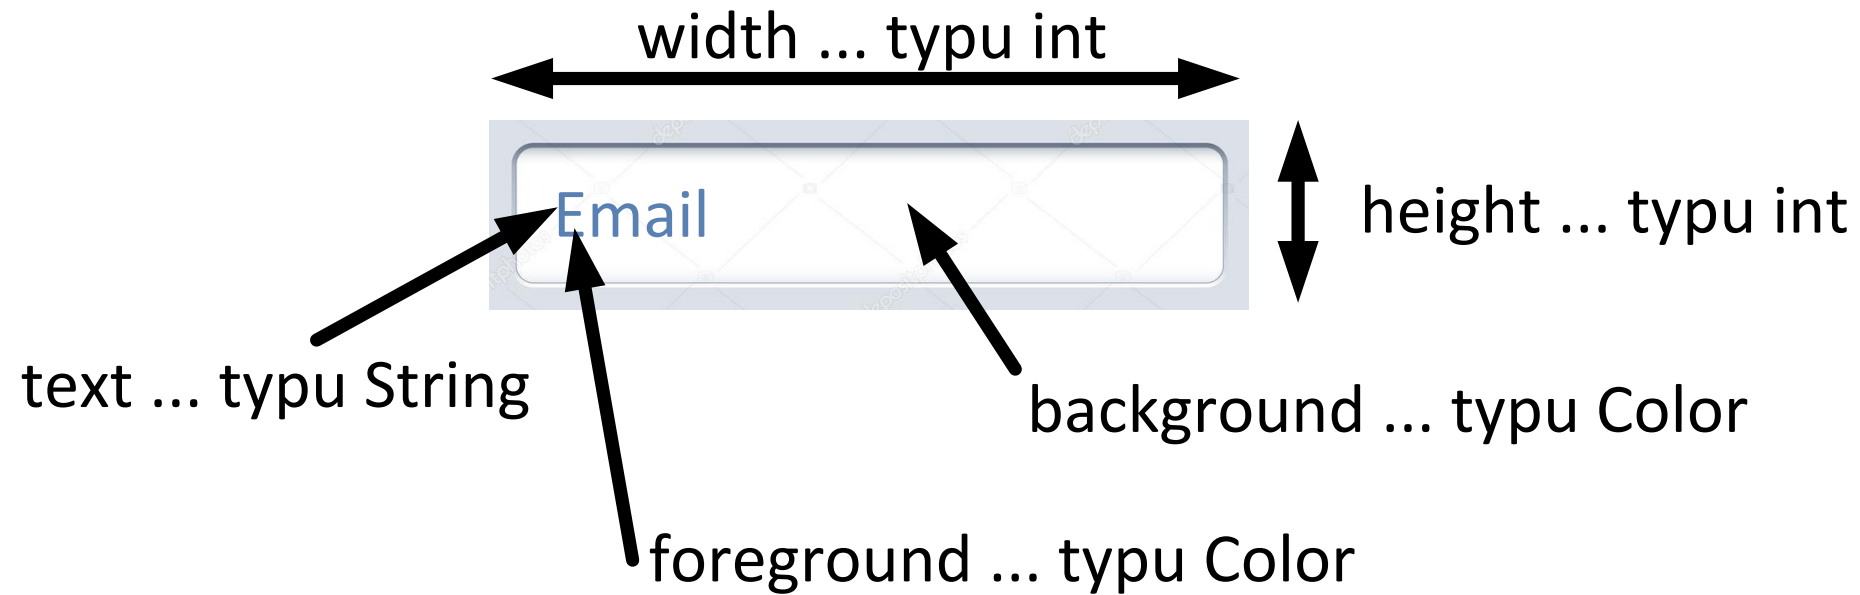 width ... typu int
Email
height ... typu int
text ... typu String
background ... typu Color
foreground ... typu Color